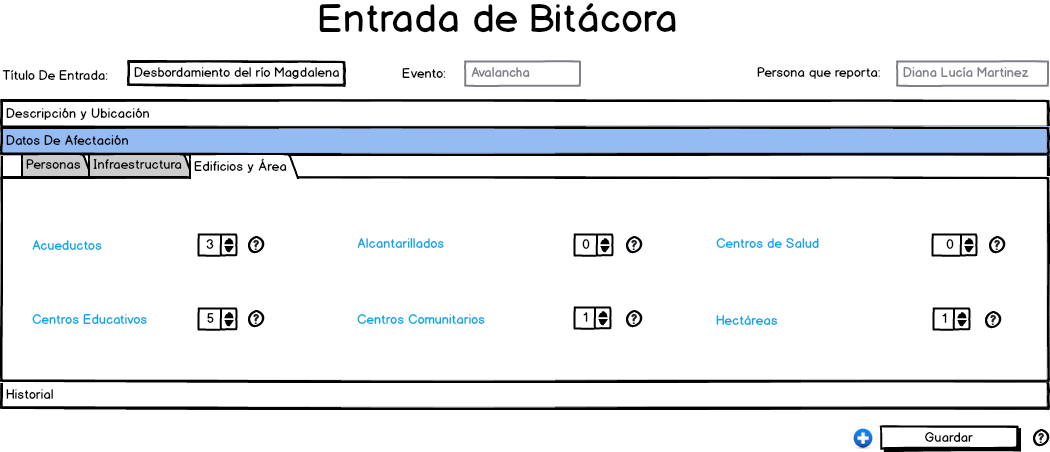 Entrada de Bitácora
Título De Entrada: Desbordamiento del río Magdalena Evento: Avalancha Persona que reporta: Diana Lucía Martinez
Descripción y Ubicación
Datos De Afectación
Personas Infraestructura Edificios y Área
Acueductos 3 ? Alcantarillados 0 ? Centros de Salud 0 ?
Centros Educativos 5 ? Centros Comunitarios 1 ? Hectáreas 1 ?
Historial
Guardar ?